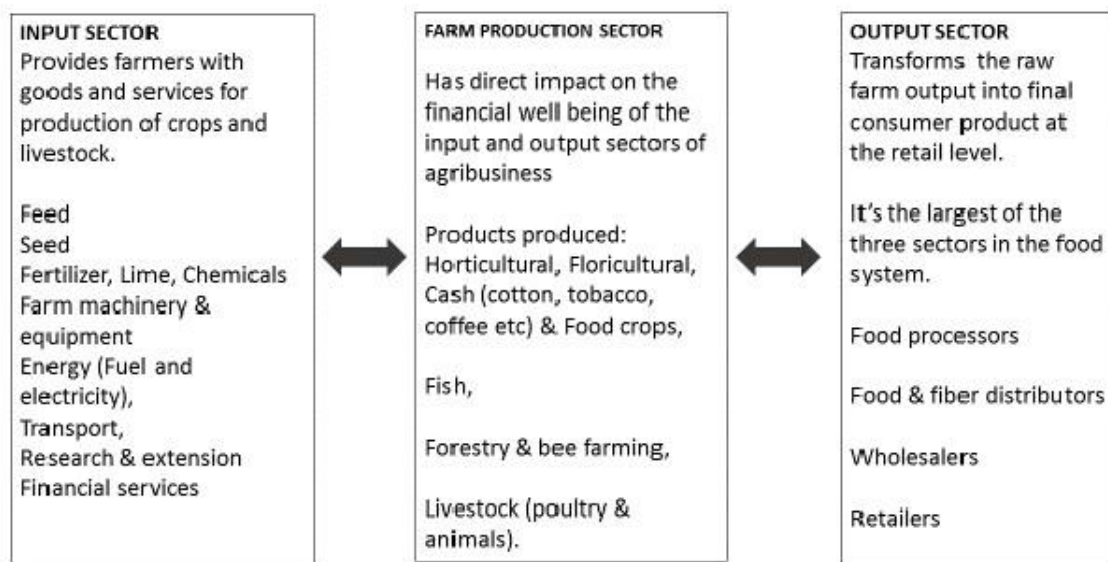 INPUT SECTOR
Provides farmers with
goods and services for
production of crops and
livestock.
Feed
Seed
Fertilizer, Lime, Chemicals
Farm machinery &
equipment
Energy (Fuel and
electricity),
Transport,
Research & extension
Financial services
FARM PRODUCTION SECTOR
Has direct impact on the
financial well being of the
input and output sectors of
agribusiness
Products produced:
Horticultural, Floricultural,
Cash (cotton, tobacco,
coffee etc) & Food crops,
Fish,
Forestry & bee farming,
Livestock (poultry &
animals).
OUTPUT SECTOR
Transforms the raw
farm output into final
consumer product at
the retail level.
It's the largest of the
three sectors in the food
system.
Food processors
Food & fiber distributors
Wholesalers
Retailers